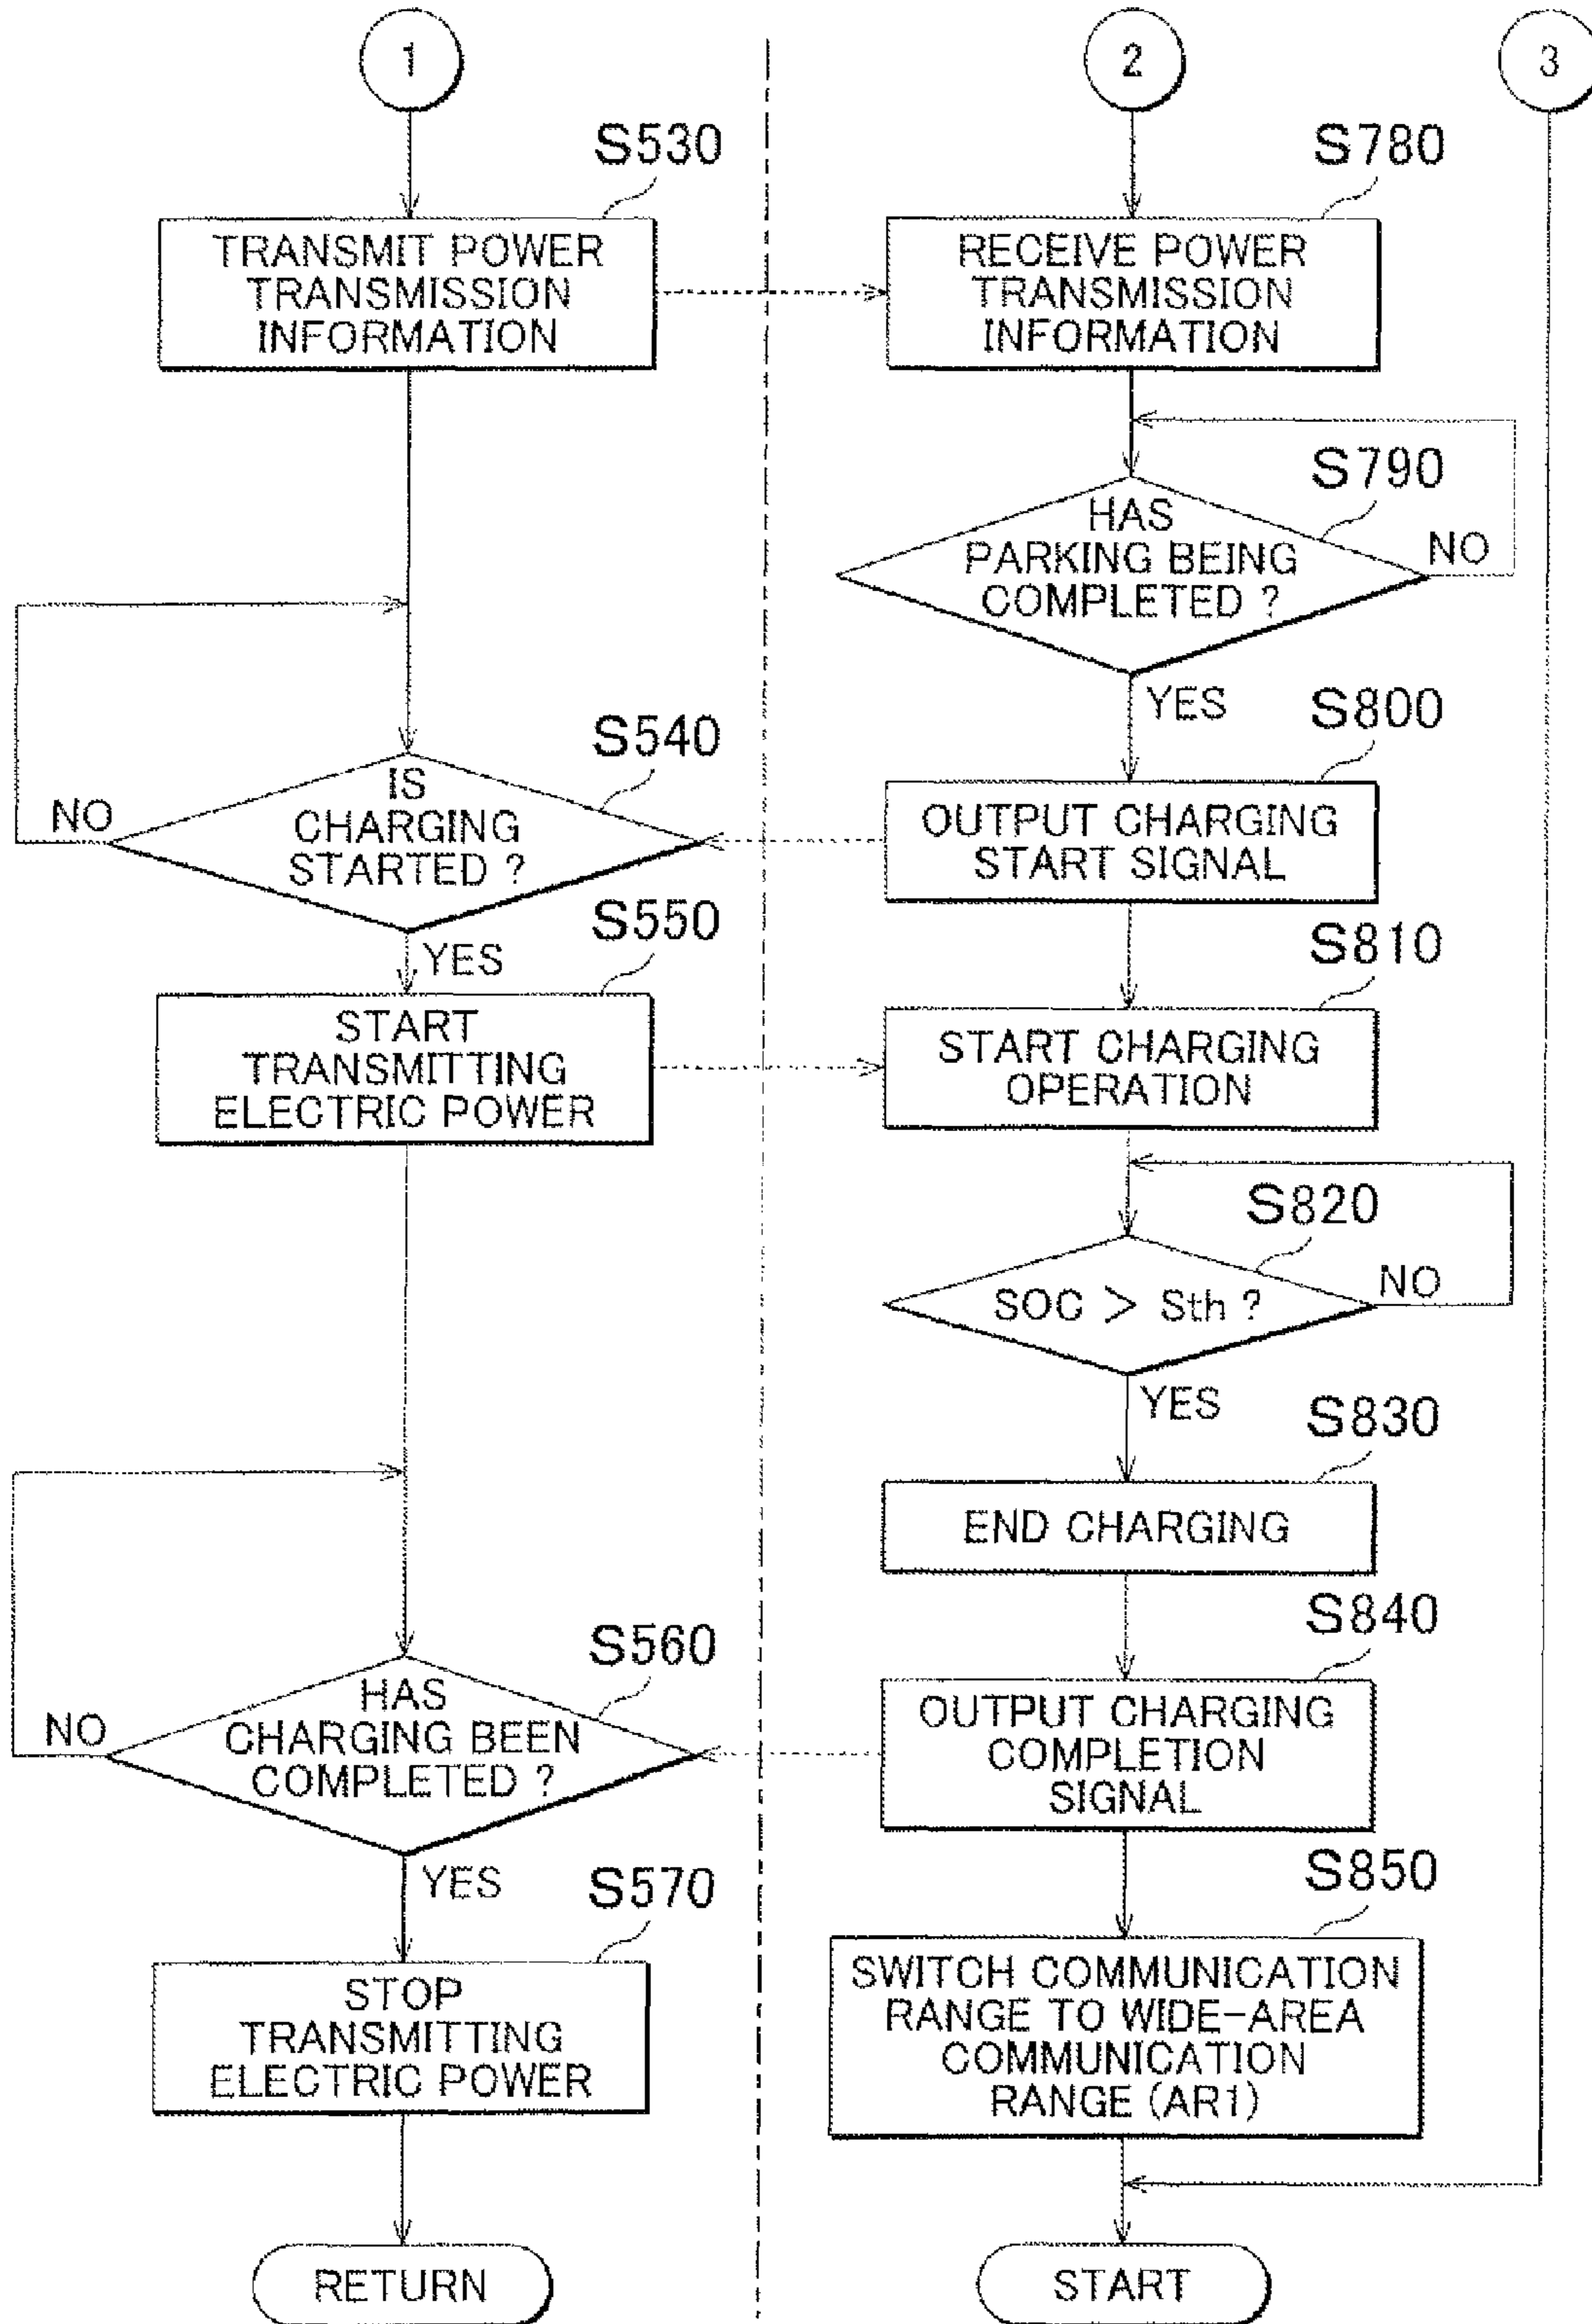 1
2
3
S530
TRANSMIT POWER
TRANSMISSION
INFORMATION
S780
RECEIVE POWER
TRANSMISSION
INFORMATION
S790
HAS
PARKING BEING
COMPLETED ?
NO
YES
S540
IS
CHARGING
STARTED ?
NO
YES
S800
OUTPUT CHARGING
START SIGNAL
S550
START
TRANSMITTING
ELECTRIC POWER
S810
START CHARGING
OPERATION
S820
SOC > Sth ?
NO
YES
S830
END CHARGING
S560
HAS
CHARGING BEEN
COMPLETED ?
NO
YES
S840
OUTPUT CHARGING
COMPLETION
SIGNAL
S570
STOP
TRANSMITTING
ELECTRIC POWER
S850
SWITCH COMMUNICATION
RANGE TO WIDE-AREA
COMMUNICATION
RANGE (AR1)
RETURN
START